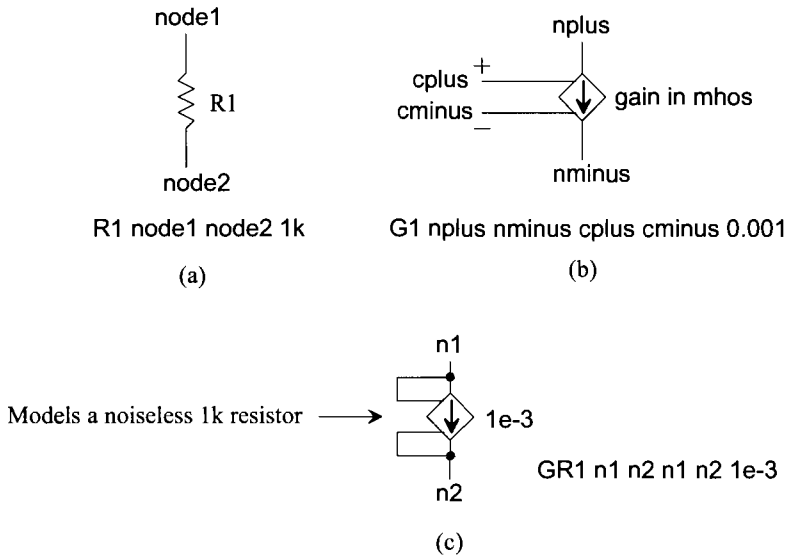 node1
R1
node2
R1 node1 node2 1k
(a)
nplus
cplus +
cminus −
gain in mhos
nminus
G1 nplus nminus cplus cminus 0.001
(b)
n1
Models a noiseless 1k resistor
1e-3
GR1 n1 n2 n1 n2 1e-3
n2
(c)